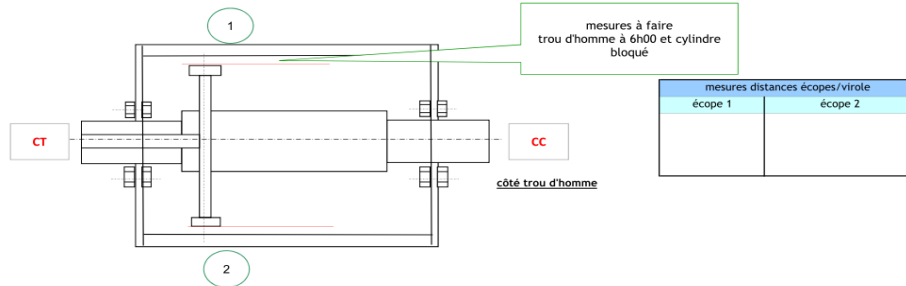 1
mesures à faire
trou d'homme à 6h00 et cylindre
bloqué
mesures distances écopes/virole
écope 1 écope 2
CT
CC
côté trou d'homme
2